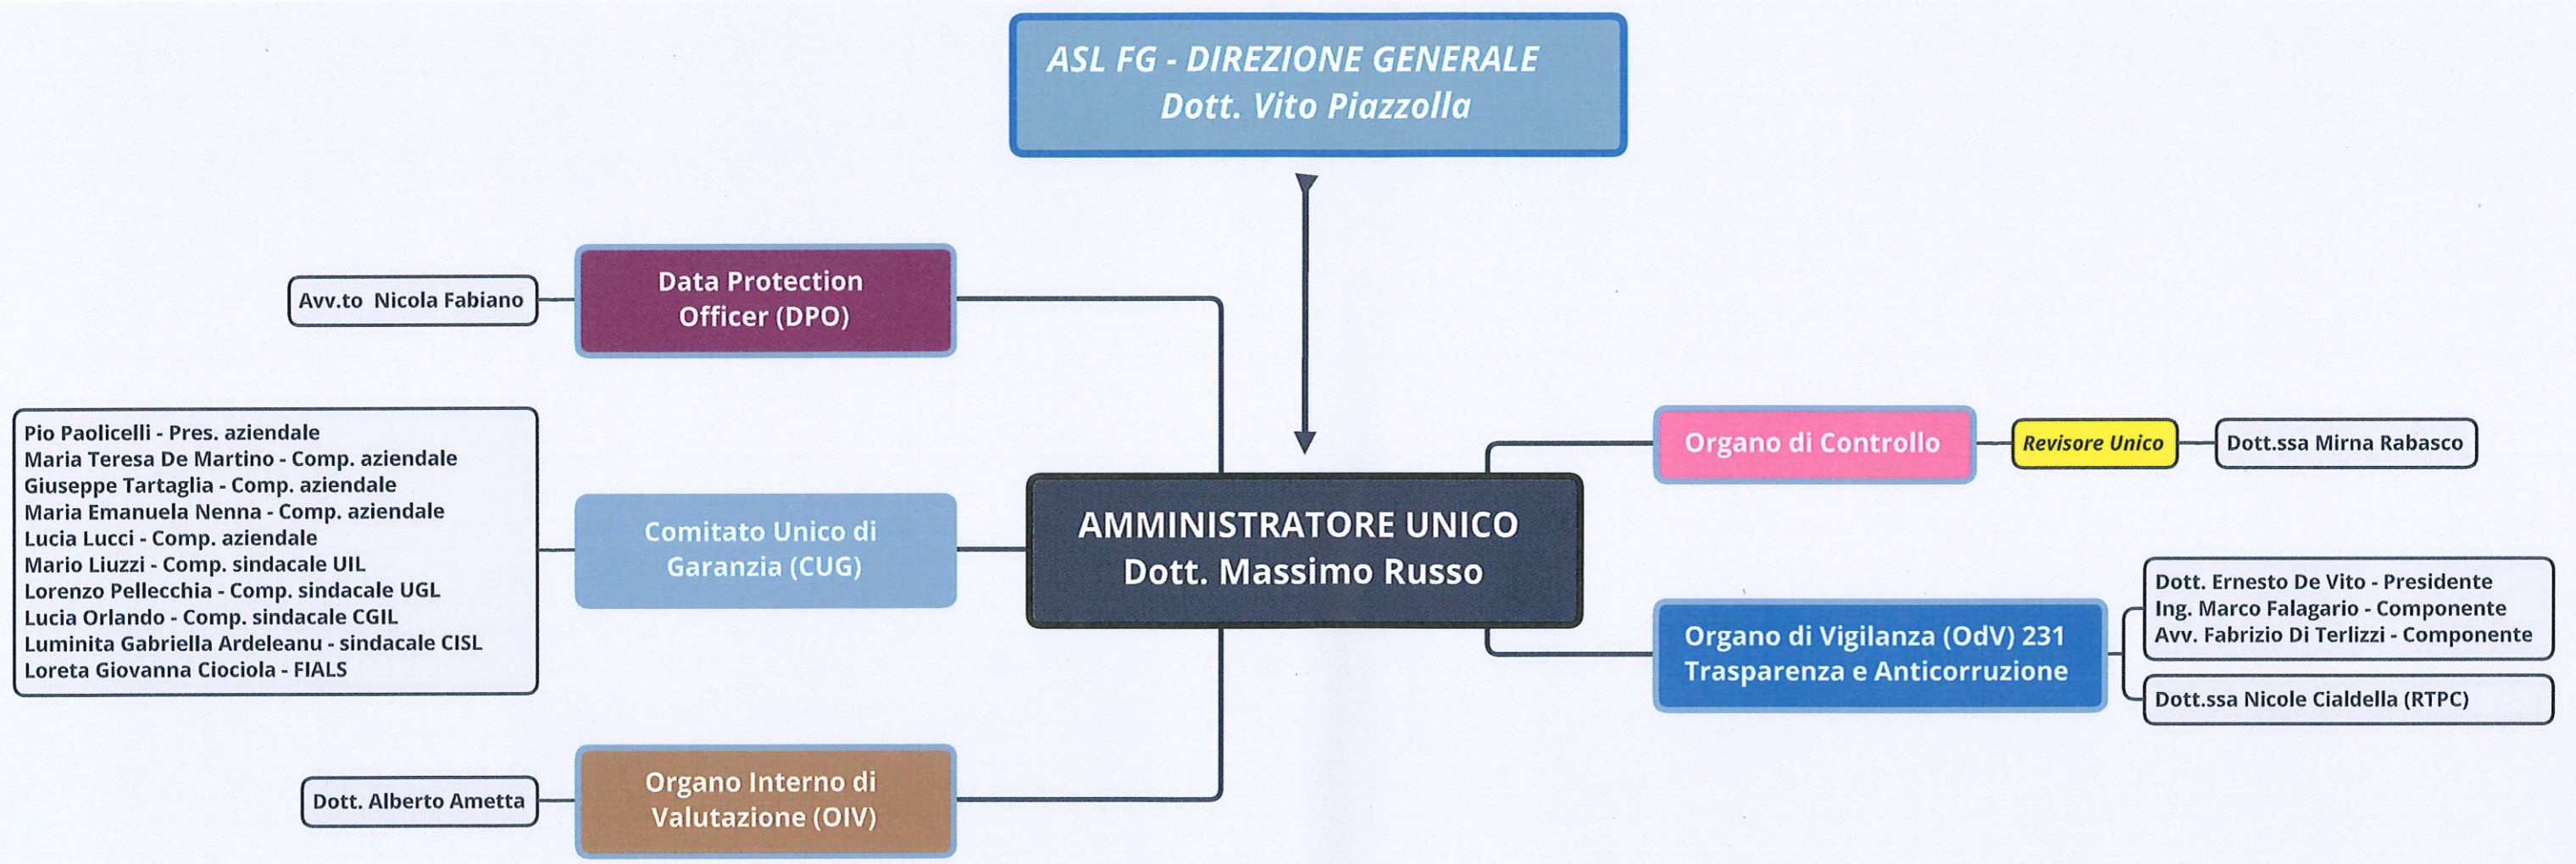 ASL FG - DIREZIONE GENERALE
Dott. Vito Piazzolla
Data Protection
Officer (DPO)
Avv.to Nicola Fabiano
Comitato Unico di
Garanzia (CUG)
Pio Paolicelli - Pres. aziendale
Maria Teresa De Martino - Comp. aziendale
Giuseppe Tartaglia - Comp. aziendale
Maria Emanuela Nenna - Comp. aziendale
Lucia Lucci - Comp. aziendale
Mario Liuzzi - Comp. sindacale UIL
Lorenzo Pellecchia - Comp. sindacale UGL
Lucia Orlando - Comp. sindacale CGIL
Luminita Gabriella Ardeleanu - sindacale CISL
Loreta Giovanna Ciociola - FIALS
Organo Interno di
Valutazione (OIV)
Dott. Alberto Ametta
AMMINISTRATORE UNICO
Dott. Massimo Russo
Organo di Controllo
Revisore Unico
Dott.ssa Mirna Rabasco
Organo di Vigilanza (OdV) 231
Trasparenza e Anticorruzione
Dott. Ernesto De Vito - Presidente
Ing. Marco Falagario - Componente
Avv. Fabrizio Di Terlizzi - Componente
Dott.ssa Nicole Cialdella (RTPC)